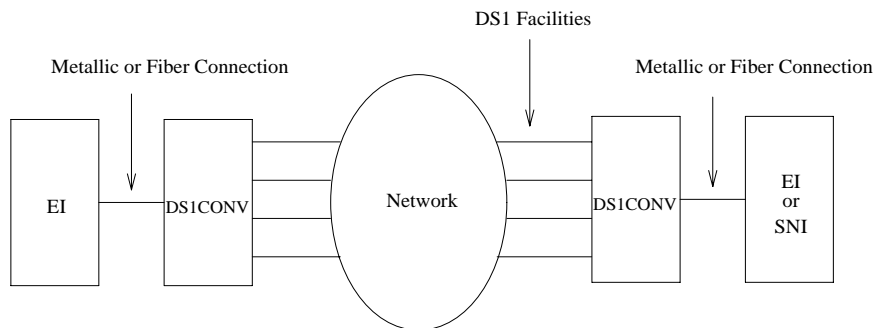 DS1 Facilities
Metallic or Fiber Connection
Metallic or Fiber Connection
EI
DS1CONV
Network
DS1CONV
EI
or
SNI